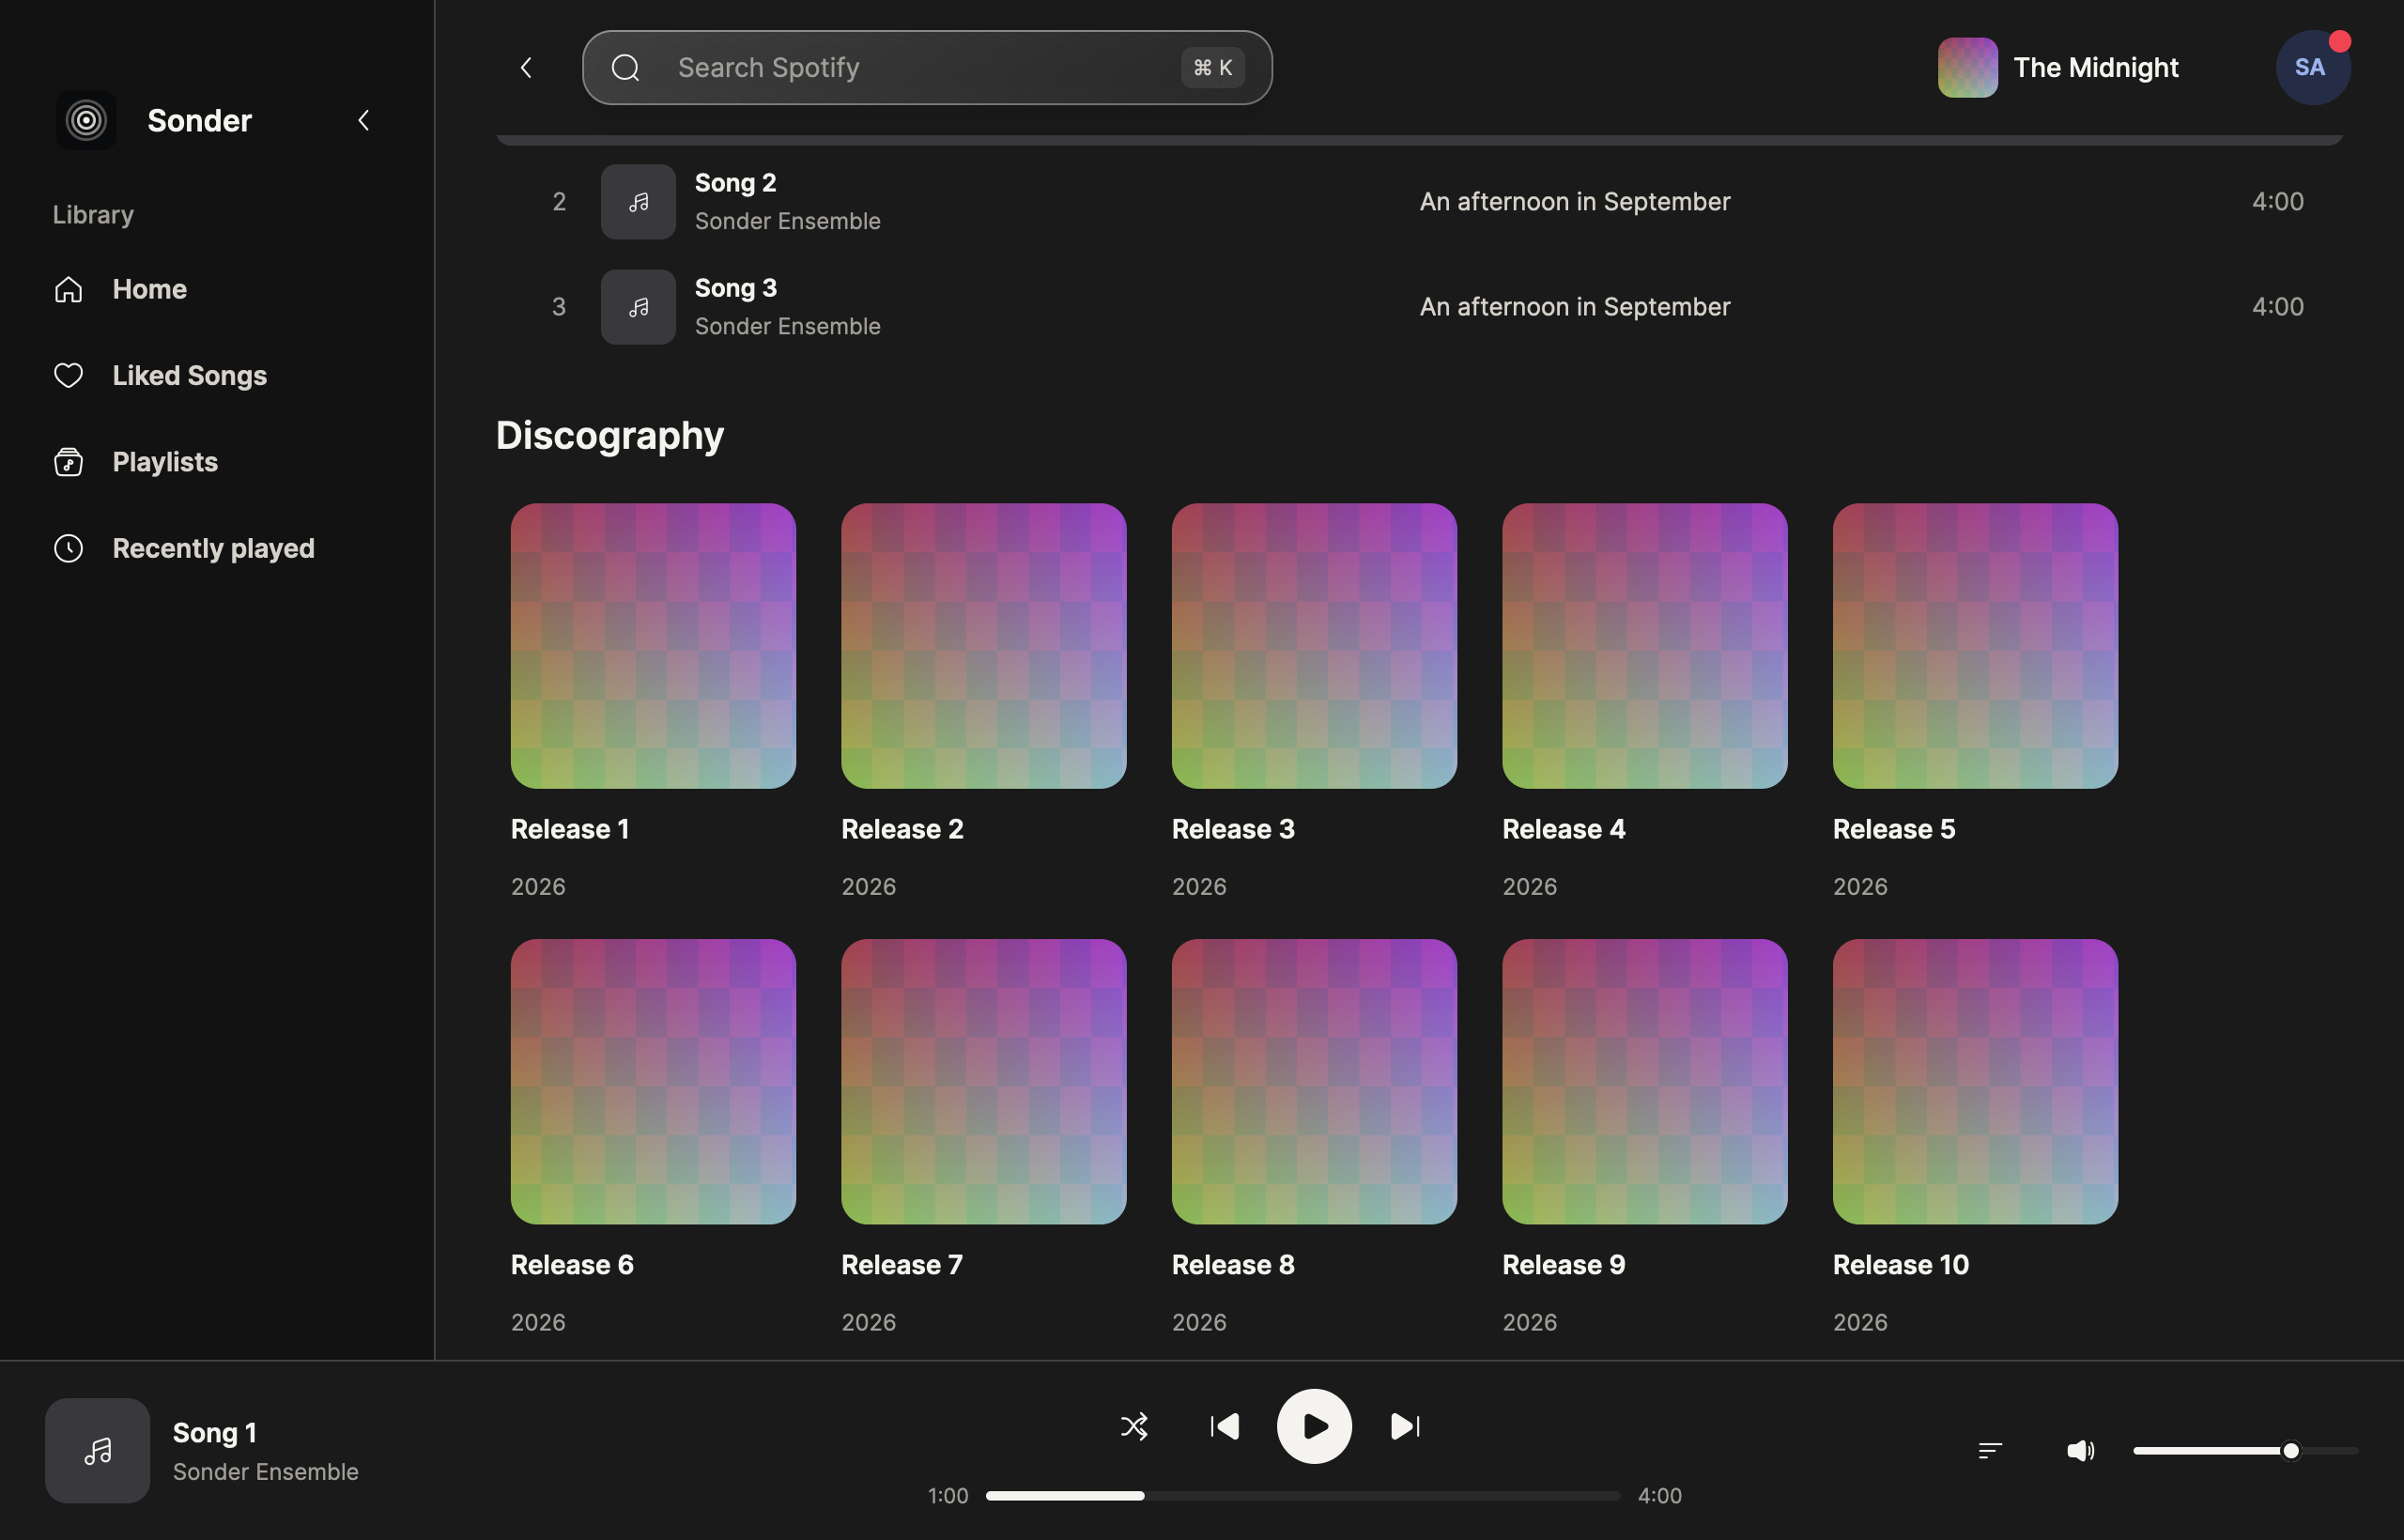 Sonder
Library
Home
Liked Songs
Playlists
Recently played
Search Spotify
⌘ K
The Midnight
SA
2
Song 2
Sonder Ensemble
An afternoon in September
4:00
3
Song 3
Sonder Ensemble
An afternoon in September
4:00
Discography
Release 1
2026
Release 2
2026
Release 3
2026
Release 4
2026
Release 5
2026
Release 6
2026
Release 7
2026
Release 8
2026
Release 9
2026
Release 10
2026
Song 1
Sonder Ensemble
1:00
4:00